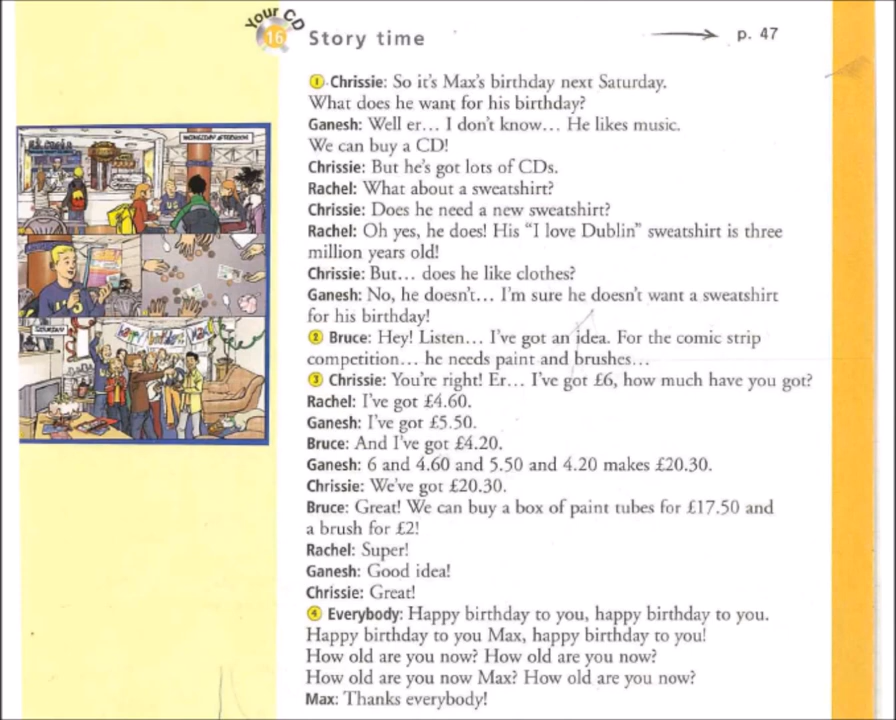 Your CD
16
Story time
p. 47
1 Chrissie: So it's Max's birthday next Saturday.
What does he want for his birthday?
Ganesh: Well er... I don't know... He likes music.
We can buy a CD!
Chrissie: But he's got lots of CDs.
Rachel: What about a sweatshirt?
Chrissie: Does he need a new sweatshirt?
Rachel: Oh yes, he does! His “I love Dublin” sweatshirt is three
million years old!
Chrissie: But... does he like clothes?
Ganesh: No, he doesn't... I'm sure he doesn't want a sweatshirt
for his birthday!
2 Bruce: Hey! Listen... I've got an idea. For the comic strip
competition... he needs paint and brushes...
3 Chrissie: You're right! Er... I've got £6, how much have you got?
Rachel: I've got £4.60.
Ganesh: I've got £5.50.
Bruce: And I've got £4.20.
Ganesh: 6 and 4.60 and 5.50 and 4.20 makes £20.30.
Chrissie: We've got £20.30.
Bruce: Great! We can buy a box of paint tubes for £17.50 and
a brush for £2!
Rachel: Super!
Ganesh: Good idea!
Chrissie: Great!
4 Everybody: Happy birthday to you, happy birthday to you.
Happy birthday to you Max, happy birthday to you!
How old are you now? How old are you now?
How old are you now Max? How old are you now?
Max: Thanks everybody!
WEDNESDAY AFTERNOON
SATURDAY
Happy birthday Max!